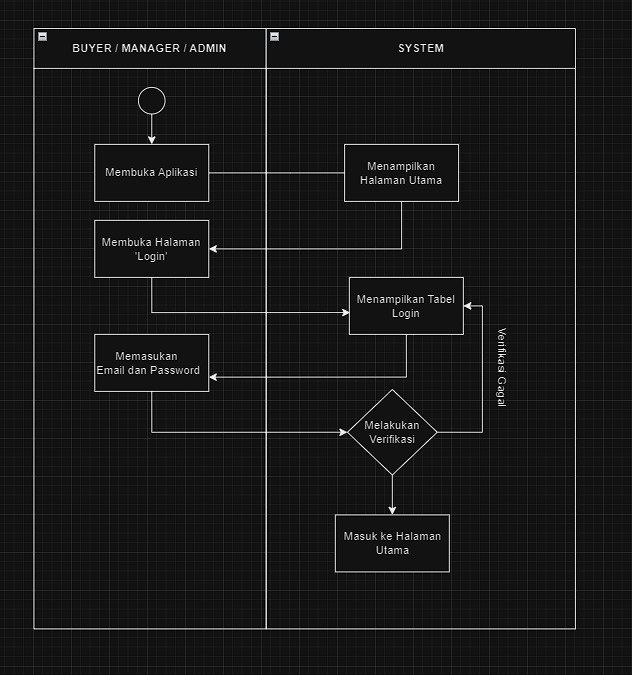 BUYER / MANAGER / ADMIN
SYSTEM
Membuka Aplikasi
Menampilkan
Halaman Utama
Membuka Halaman
'Login'
Menampilkan Tabel
Login
Memasukan
Email dan Password
Verifikasi Gagal
Melakukan
Verifikasi
Masuk ke Halaman
Utama